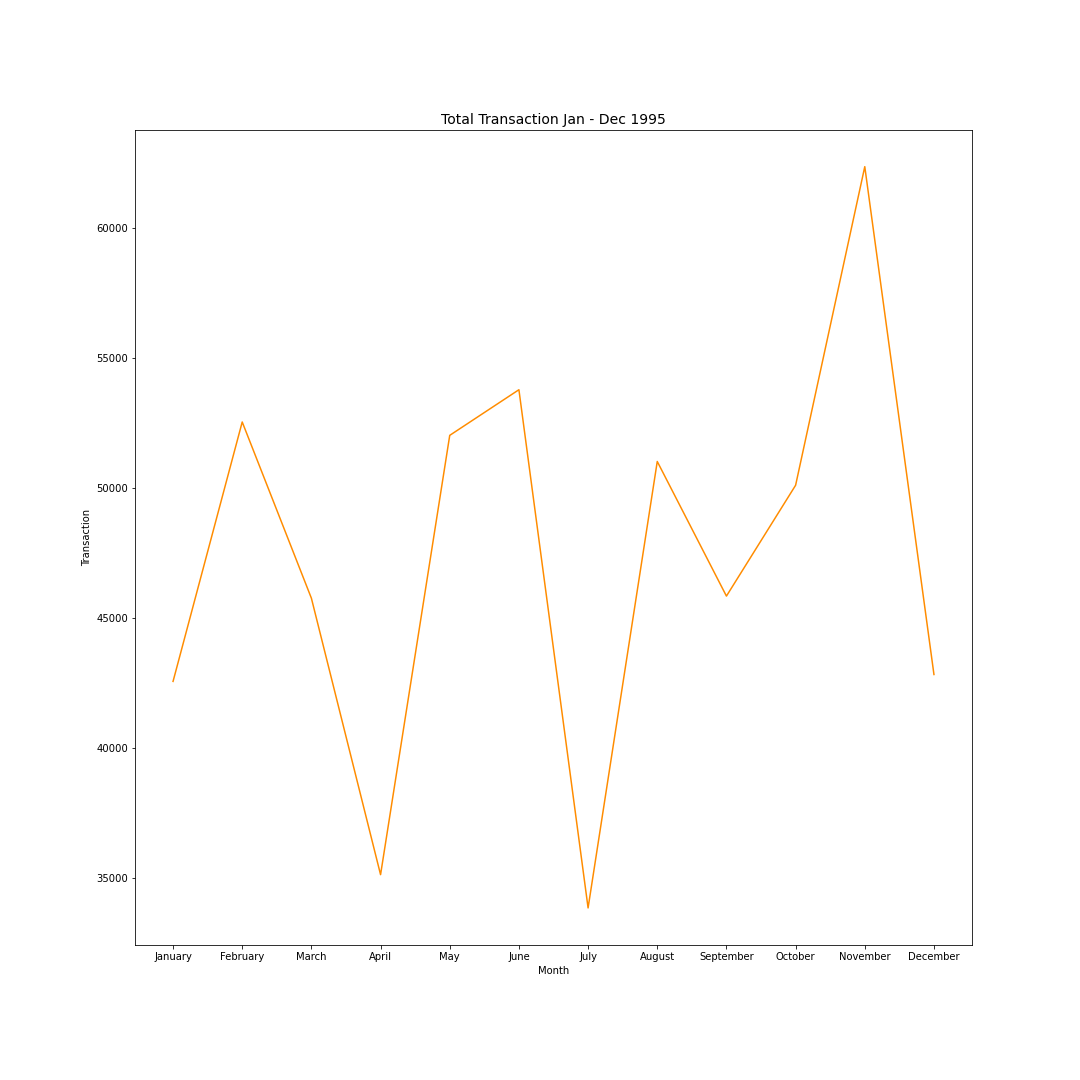 Total Transaction Jan - Dec 1995
60000
55000
50000
45000
40000
35000
Transaction
January February March April May June July August September October November December
Month